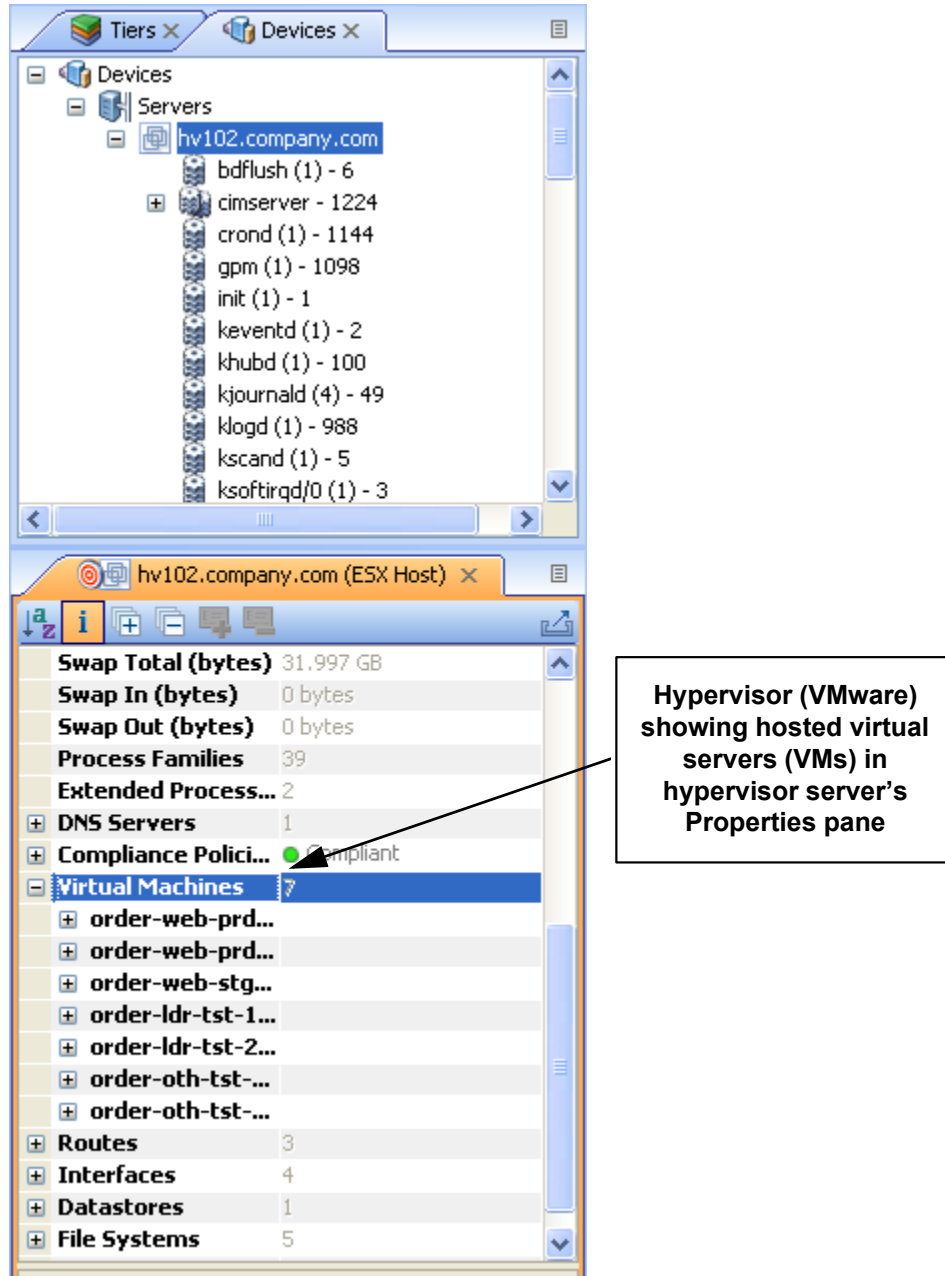 Tiers
Devices
Devices
Servers
hv102.company.com
bdflush (1) - 6
cimserver - 1224
crond (1) - 1144
gpm (1) - 1098
init (1) - 1
keventd (1) - 2
khubd (1) - 100
kjournald (4) - 49
klogd (1) - 988
kscand (1) - 5
ksoftirqd/0 (1) - 3
hv102.company.com (ESX Host)
Swap Total (bytes) 31.997 GB
Swap In (bytes) 0 bytes
Swap Out (bytes) 0 bytes
Process Families 39
Extended Process... 2
DNS Servers 1
Compliance Polici... Compliant
Virtual Machines 7
order-web-prd...
order-web-prd...
order-web-stg...
order-ldr-tst-1...
order-ldr-tst-2...
order-oth-tst-...
order-oth-tst-...
Routes 3
Interfaces 4
Datastores 1
File Systems 5
Hypervisor (VMware)
showing hosted virtual
servers (VMs) in
hypervisor server's
Properties pane